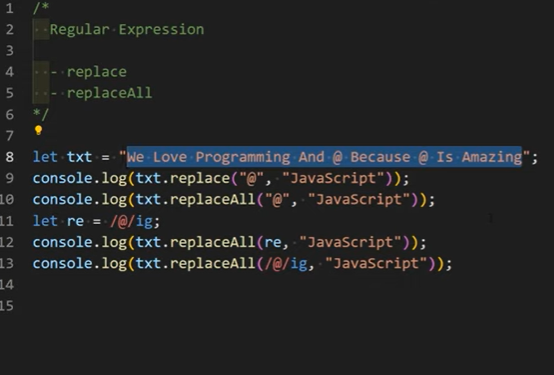 1 /*
2 Regular Expression
3
4 - replace
5 - replaceAll
6 */
7
8 let txt = "We Love Programming And @ Because @ Is Amazing";
9 console.log(txt.replace("@", "JavaScript"));
10 console.log(txt.replaceAll("@", "JavaScript"));
11 let re = /@/ig;
12 console.log(txt.replaceAll(re, "JavaScript"));
13 console.log(txt.replaceAll(/@/ig, "JavaScript"));
14
15